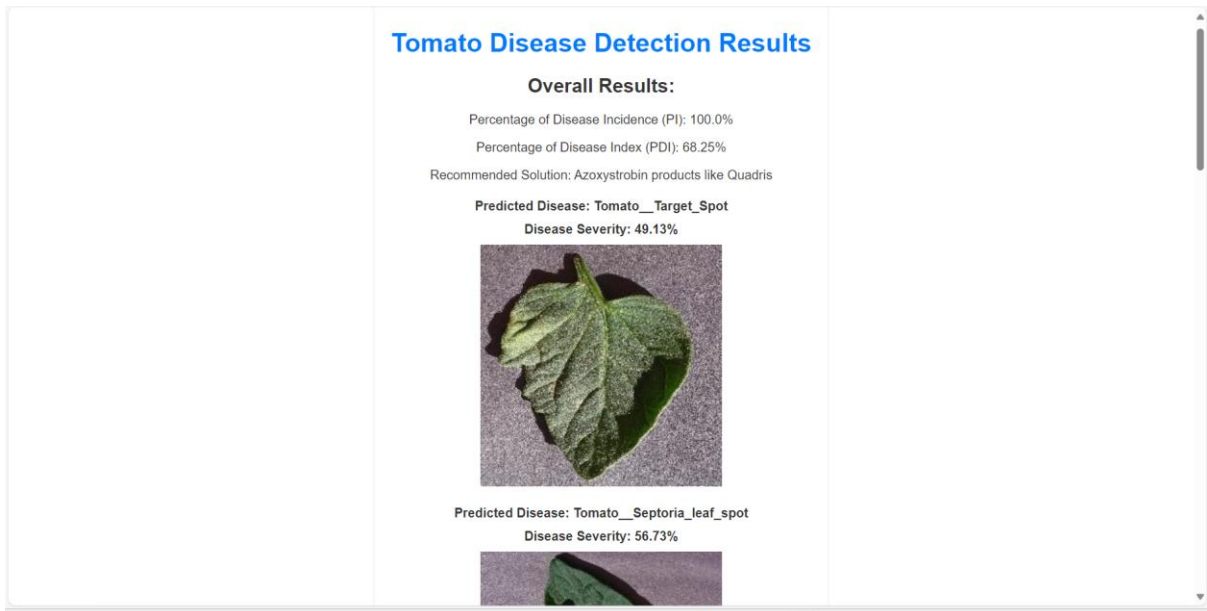 Tomato Disease Detection Results
Overall Results:
Percentage of Disease Incidence (PI): 100.0%
Percentage of Disease Index (PDI): 68.25%
Recommended Solution: Azoxystrobin products like Quadris
Predicted Disease: Tomato__Target_Spot
Disease Severity: 49.13%
Predicted Disease: Tomato__Septoria_leaf_spot
Disease Severity: 56.73%